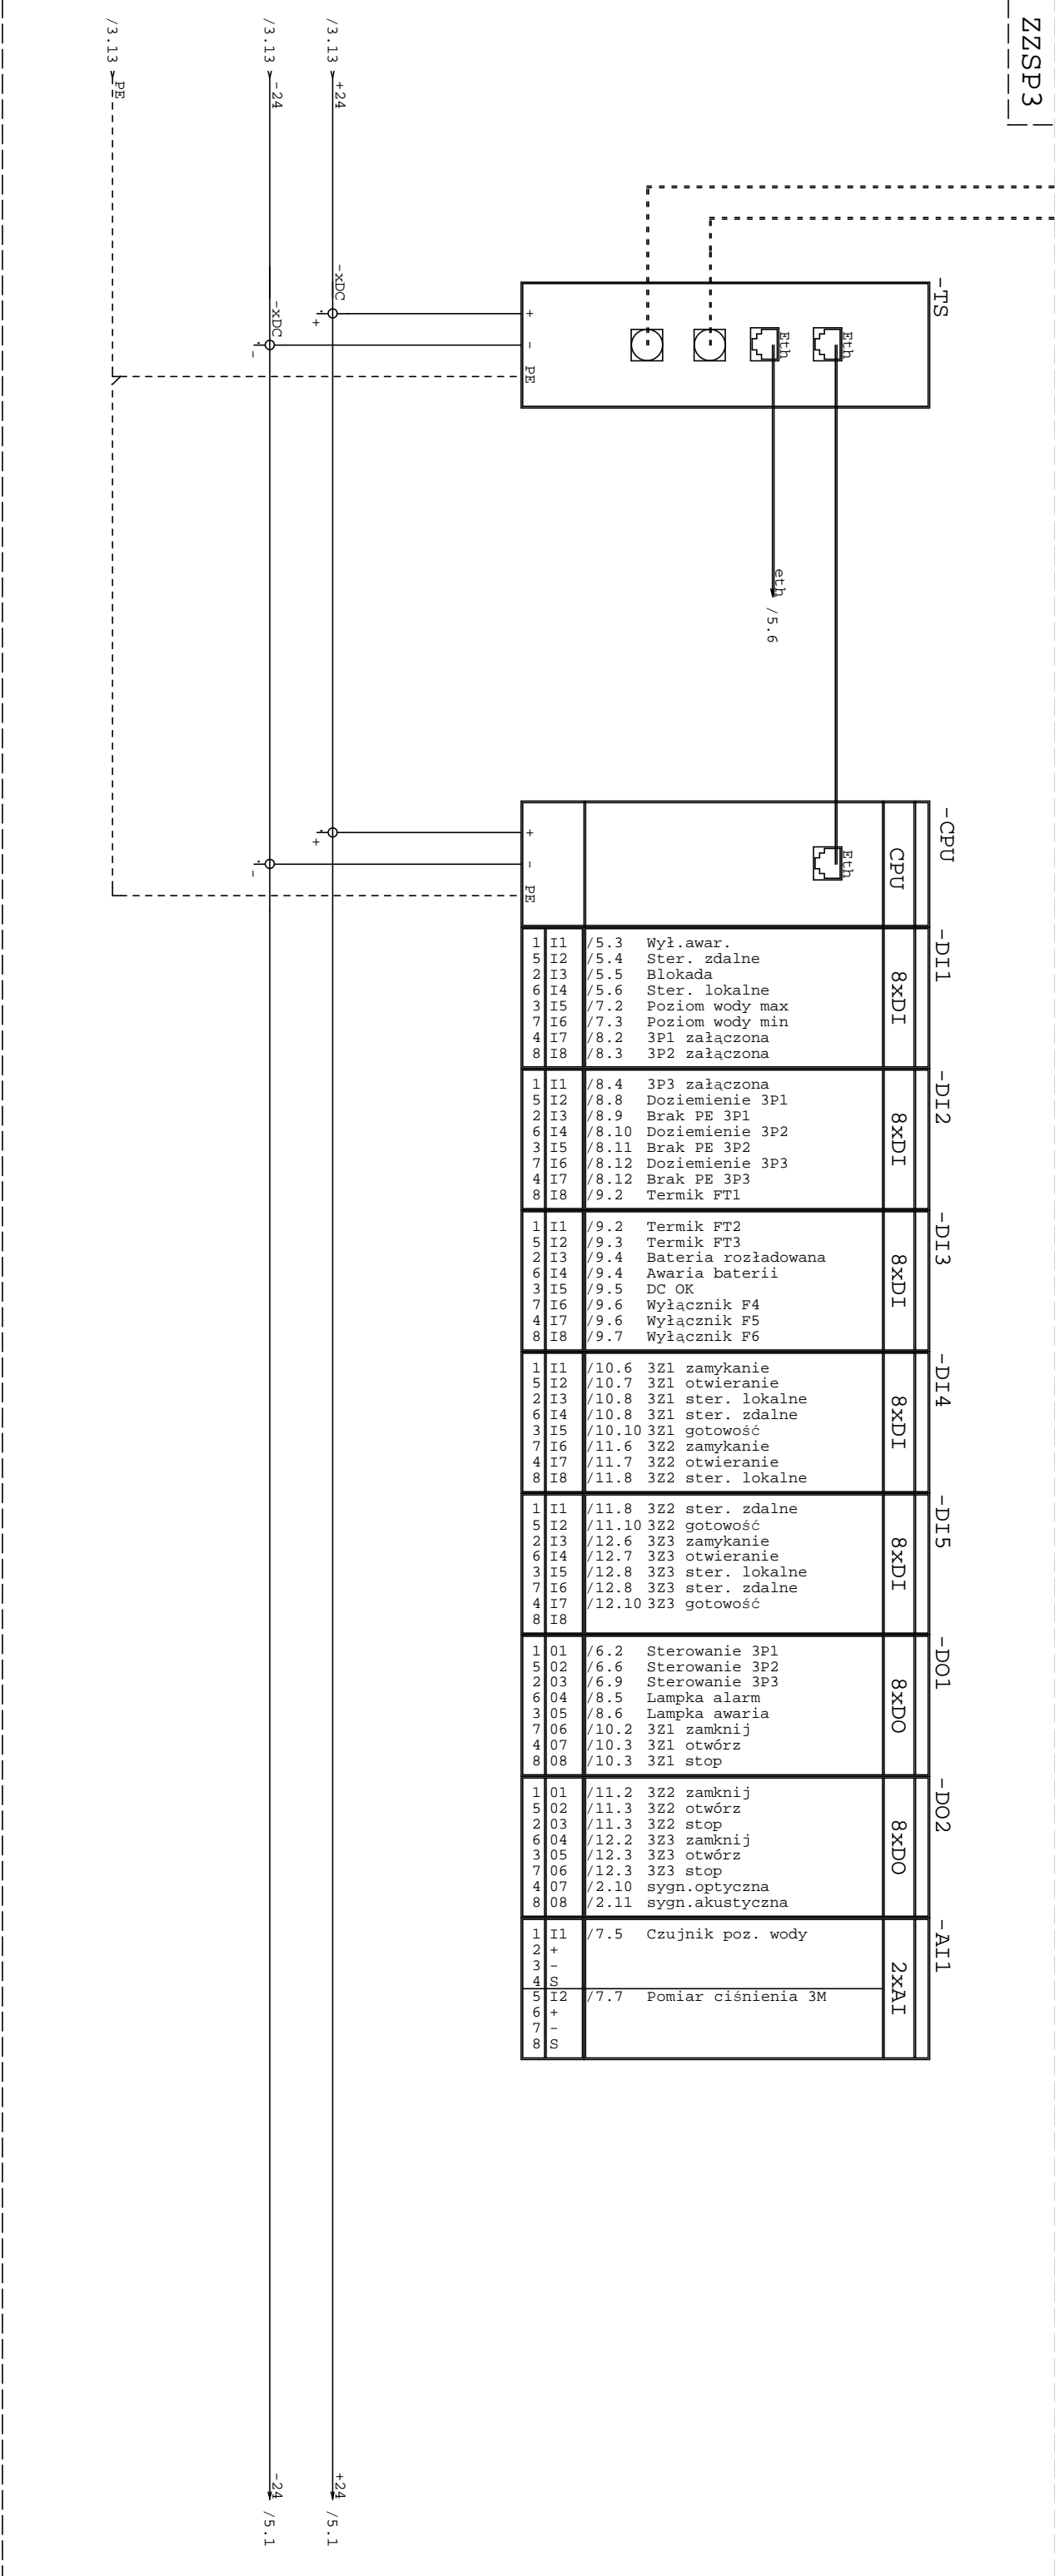 ZZSP3
/3.13
PE
/3.13
-24
/3.13
+24
-TS
Eth
Eth
+
-
PE
-xDC
+
-xDC
-
eth
/5.6
-CPU
CPU
Eth
+
-
PE
+
-
-DI1
8xDI
1 I1 /5.3 Wył.awar.
5 I2 /5.4 Ster. zdalne
2 I3 /5.5 Blokada
6 I4 /5.6 Ster. lokalne
3 I5 /7.2 Poziom wody max
7 I6 /7.3 Poziom wody min
4 I7 /8.2 3P1 załączona
8 I8 /8.3 3P2 załączona
-DI2
8xDI
1 I1 /8.4 3P3 załączona
5 I2 /8.8 Doziemienie 3P1
2 I3 /8.9 Brak PE 3P1
6 I4 /8.10 Doziemienie 3P2
3 I5 /8.11 Brak PE 3P2
7 I6 /8.12 Doziemienie 3P3
4 I7 /8.12 Brak PE 3P3
8 I8 /9.2 Termik FT1
-DI3
8xDI
1 I1 /9.2 Termik FT2
5 I2 /9.3 Termik FT3
2 I3 /9.4 Bateria rozładowana
6 I4 /9.4 Awaria baterii
3 I5 /9.5 DC OK
7 I6 /9.6 Wyłącznik F4
4 I7 /9.6 Wyłącznik F5
8 I8 /9.7 Wyłącznik F6
-DI4
8xDI
1 I1 /10.6 3Z1 zamykanie
5 I2 /10.7 3Z1 otwieranie
2 I3 /10.8 3Z1 ster. lokalne
6 I4 /10.8 3Z1 ster. zdalne
3 I5 /10.10 3Z1 gotowość
7 I6 /11.6 3Z2 zamykanie
4 I7 /11.7 3Z2 otwieranie
8 I8 /11.8 3Z2 ster. lokalne
-DI5
8xDI
1 I1 /11.8 3Z2 ster. zdalne
5 I2 /11.10 3Z2 gotowość
2 I3 /12.6 3Z3 zamykanie
6 I4 /12.7 3Z3 otwieranie
3 I5 /12.8 3Z3 ster. lokalne
7 I6 /12.8 3Z3 ster. zdalne
4 I7 /12.10 3Z3 gotowość
8 I8
-DO1
8xDO
1 01 /6.2 Sterowanie 3P1
5 02 /6.6 Sterowanie 3P2
2 03 /6.9 Sterowanie 3P3
6 04 /8.5 Lampka alarm
3 05 /8.6 Lampka awaria
7 06 /10.2 3Z1 zamknij
4 07 /10.3 3Z1 otwórz
8 08 /10.3 3Z1 stop
-DO2
8xDO
1 01 /11.2 3Z2 zamknij
5 02 /11.3 3Z2 otwórz
2 03 /11.3 3Z2 stop
6 04 /12.2 3Z3 zamknij
3 05 /12.3 3Z3 otwórz
7 06 /12.3 3Z3 stop
4 07 /2.10 sygn.optyczna
8 08 /2.11 sygn.akustyczna
-AI1
2xAI
1 I1 /7.5 Czujnik poz. wody
2 +
3 -
4 S
5 I2 /7.7 Pomiar ciśnienia 3M
6 +
7 -
8 S
-24
/5.1
+24
/5.1